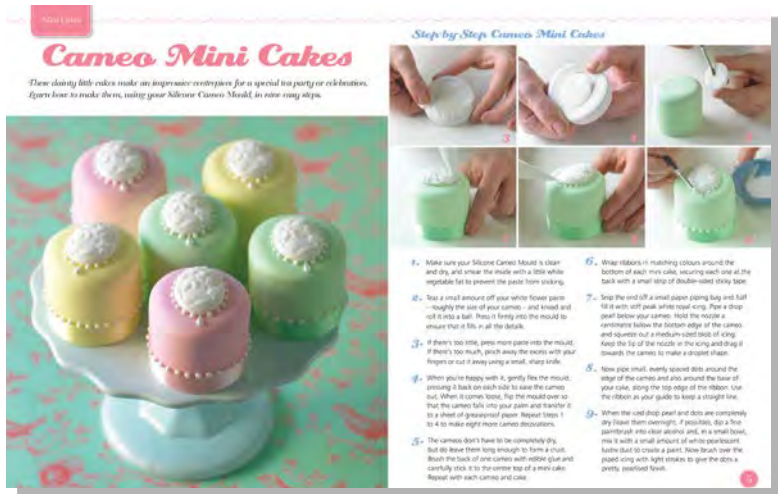 Mini Cakes
Cameo Mini Cakes
These dainty little cakes make an impressive centrepiece for a special tea party or celebration.
Learn how to make them, using your Silicone Cameo Mould, in nine easy steps.
Step by Step Cameo Mini Cakes
1. Make sure your Silicone Cameo Mould is clean
and dry, and smear the inside with a little white
vegetable fat to prevent the paste from sticking.
2. Tear a small amount off your white flower paste
- roughly the size of your cameo - and knead and
roll it into a ball. Press it firmly into the mould to
ensure that it fills in all the details.
3. If there's too little, press more paste into the mould.
If there's too much, pinch away the excess with your
fingers or cut it away using a small, sharp knife.
4. When you're happy with it, gently flex the mould,
pressing it back on each side to ease the cameo
out. When it comes loose, flip the mould over so
that the cameo falls into your palm and transfer it
to a sheet of greaseproof paper. Repeat Steps 1
to 4 to make eight more cameo decorations.
5. The cameos don't have to be completely dry,
but do leave them long enough to form a crust.
Brush the back of one cameo with edible glue and
carefully stick it to the centre top of a mini cake.
Repeat with each cameo and cake.
6. Wrap ribbons in matching colours around the
bottom of each mini cake, securing each one at the
back with a small strip of double-sided sticky tape.
7. Snip the end off a small paper piping bag and half
fill it with stiff peak white royal icing. Pipe a drop
pearl below your cameo. Hold the nozzle a
centimetre below the bottom edge of the cameo
and squeeze out a medium-sized blob of icing.
Keep the tip of the nozzle in the icing and drag it
towards the cameo to make a droplet shape.
8. Now pipe small, evenly spaced dots around the
edge of the cameo and also around the base of
your cake, along the top edge of the ribbon. Use
the ribbon as your guide to keep a straight line.
9. When the iced drop pearl and dots are completely
dry (leave them overnight, if possible), dip a fine
paintbrush into clear alcohol and, in a small bowl,
mix it with a small amount of white pearlescent
lustre dust to create a paint. Now brush over the
piped icing with light strokes to give the dots a
pretty, pearlised finish.
5